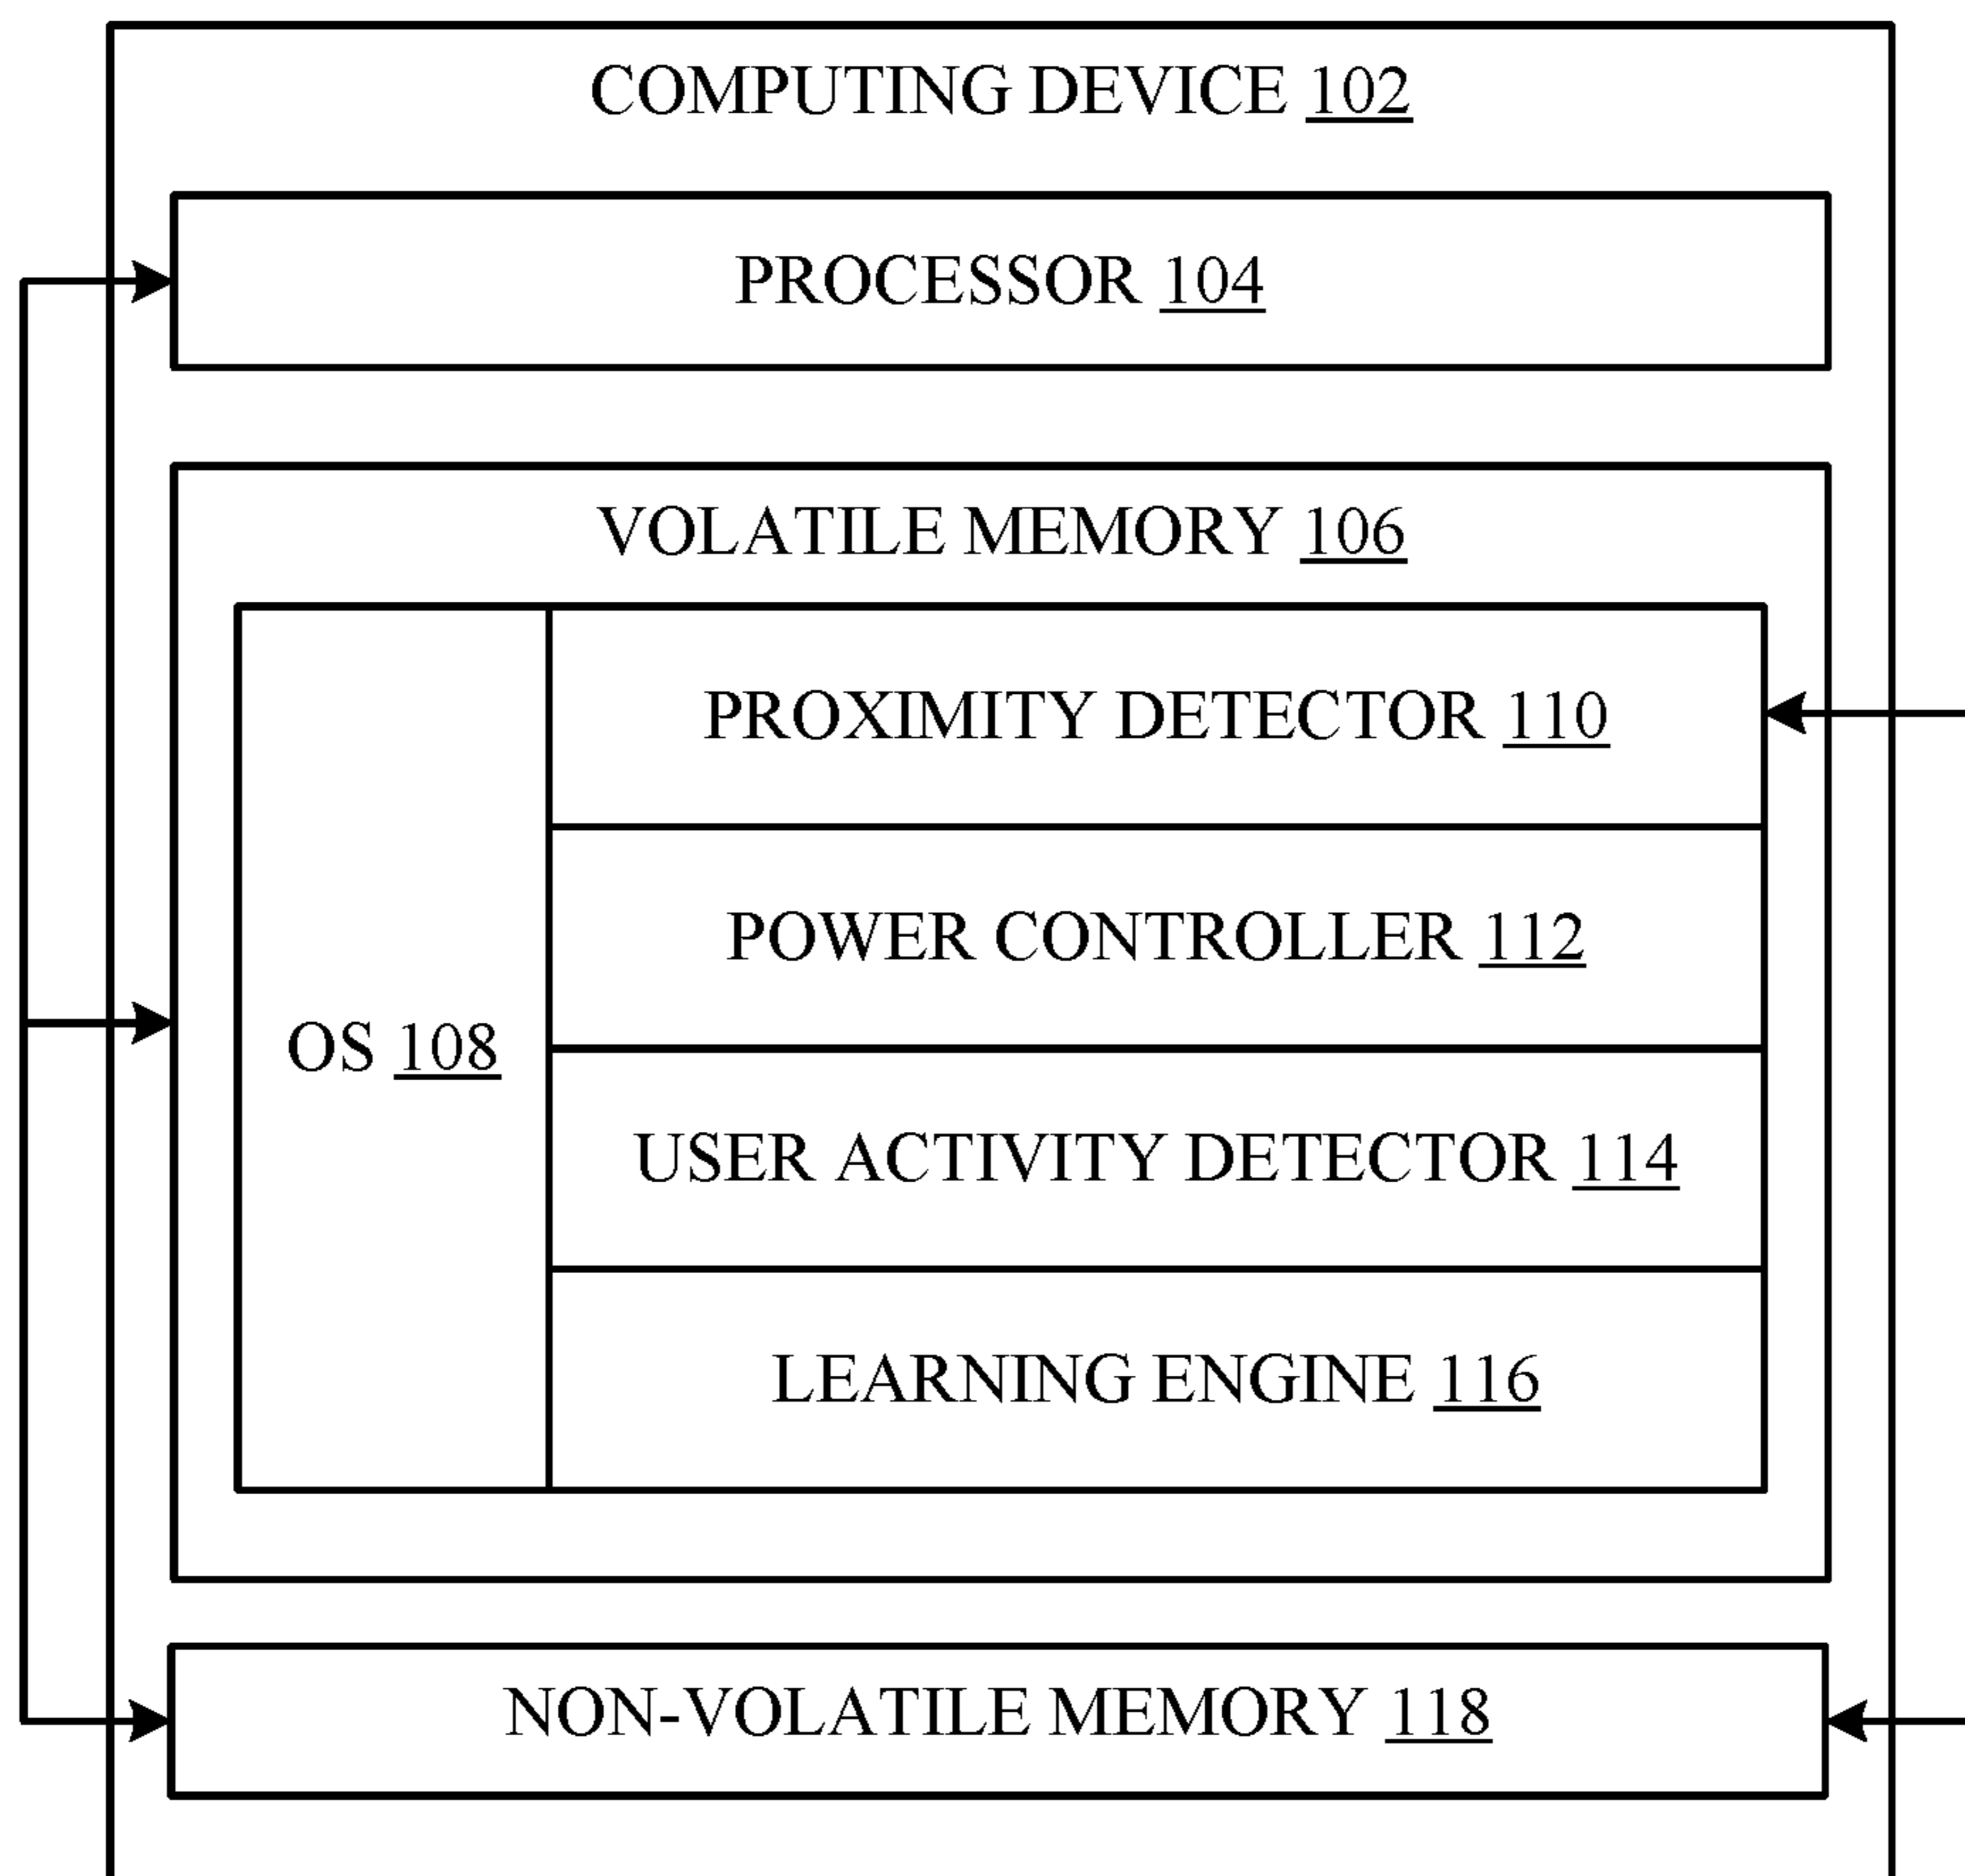 COMPUTING DEVICE 102
PROCESSOR 104
VOLATILE MEMORY 106
OS 108
PROXIMITY DETECTOR 110
POWER CONTROLLER 112
USER ACTIVITY DETECTOR 114
LEARNING ENGINE 116
NON-VOLATILE MEMORY 118